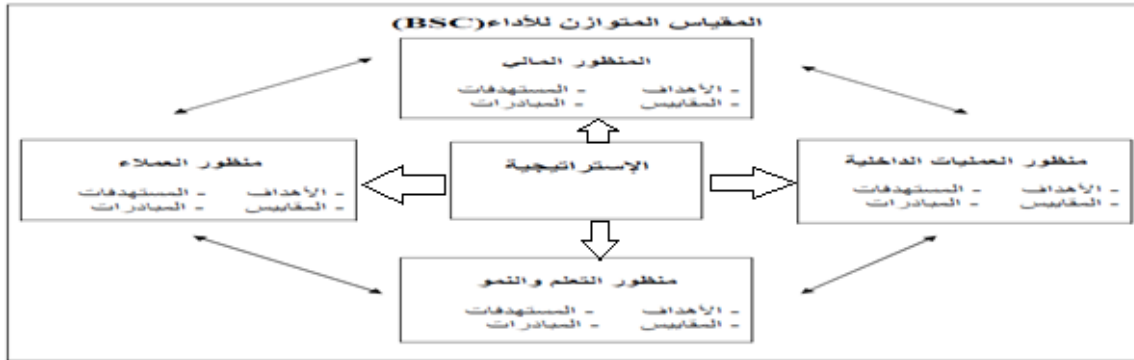 المقياس المتوازن للأداء(BSC)
المنظور المالي
- الأهداف - المستهدفات
- المقاييس - المبادرات
منظور العملاء
- الأهداف - المستهدفات
- المقاييس - المبادرات
الإستراتيجية
منظور العمليات الداخلية
- الأهداف - المستهدفات
- المقاييس - المبادرات
منظور التعلم والنمو
- الأهداف - المستهدفات
- المقاييس - المبادرات